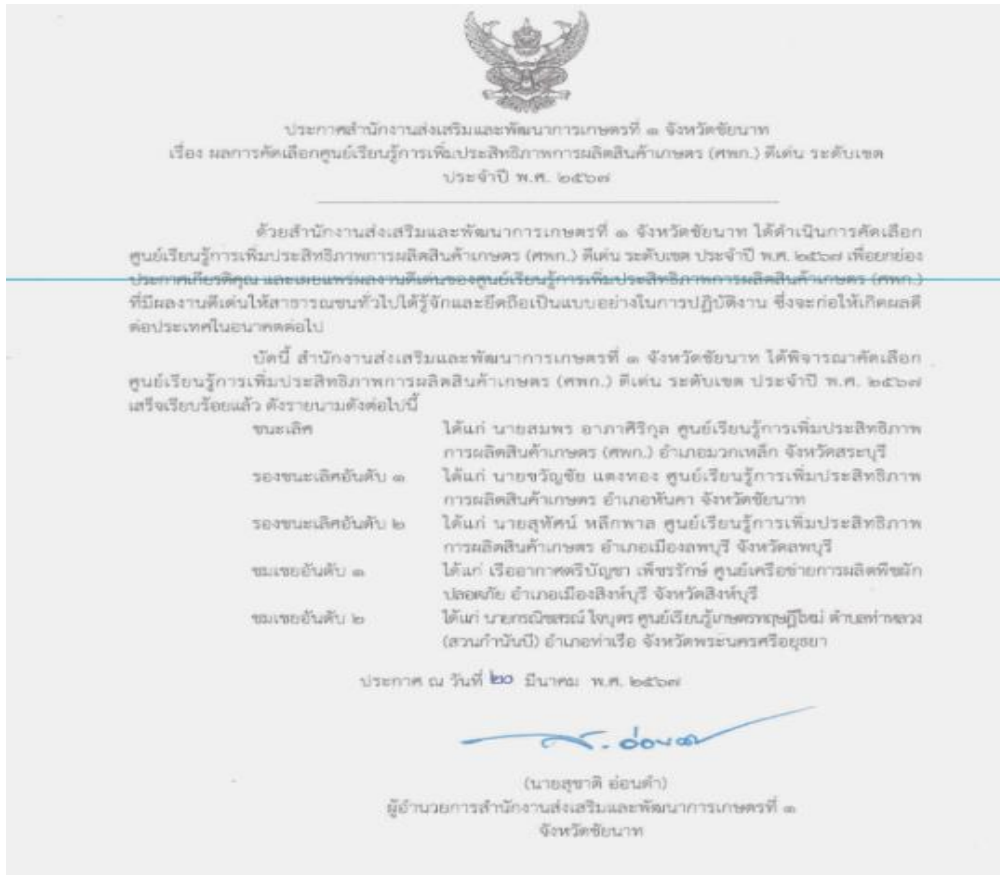 ประกาศสำนักงานส่งเสริมและพัฒนาการเกษตรที่ ๑ จังหวัดชัยนาท
เรื่อง ผลการคัดเลือกศูนย์เรียนรู้การเพิ่มประสิทธิภาพการผลิตสินค้าเกษตร (ศพก.) ดีเด่น ระดับเขต
ประจำปี พ.ศ. ๒๕๖๗
ด้วยสำนักงานส่งเสริมและพัฒนาการเกษตรที่ ๑ จังหวัดชัยนาท ได้ดำเนินการคัดเลือก
ศูนย์เรียนรู้การเพิ่มประสิทธิภาพการผลิตสินค้าเกษตร (ศพก.) ดีเด่น ระดับเขต ประจำปี พ.ศ. ๒๕๖๗ เพื่อยกย่อง
ประกาศเกียรติคุณ และเผยแพร่ผลงานดีเด่นของศูนย์เรียนรู้การเพิ่มประสิทธิภาพการผลิตสินค้าเกษตร (ศพก.)
ที่มีผลงานดีเด่นให้สาธารณชนทั่วไปได้รู้จักและยึดถือเป็นแบบอย่างในการปฏิบัติงาน ซึ่งจะก่อให้เกิดผลดี
ต่อประเทศในอนาคตต่อไป
บัดนี้ สำนักงานส่งเสริมและพัฒนาการเกษตรที่ ๑ จังหวัดชัยนาท ได้พิจารณาคัดเลือก
ศูนย์เรียนรู้การเพิ่มประสิทธิภาพการผลิตสินค้าเกษตร (ศพก.) ดีเด่น ระดับเขต ประจำปี พ.ศ. ๒๕๖๗
เสร็จเรียบร้อยแล้ว ดังรายนามดังต่อไปนี้
ชนะเลิศ ได้แก่ นายสมพร อาภาศิริกุล ศูนย์เรียนรู้การเพิ่มประสิทธิภาพ
การผลิตสินค้าเกษตร (ศพก.) อำเภอมวกเหล็ก จังหวัดสระบุรี
รองชนะเลิศอันดับ ๑ ได้แก่ นายขวัญชัย แตงทอง ศูนย์เรียนรู้การเพิ่มประสิทธิภาพ
การผลิตสินค้าเกษตร อำเภอหันคา จังหวัดชัยนาท
รองชนะเลิศอันดับ ๒ ได้แก่ นายสุทัศน์ หลีกพาล ศูนย์เรียนรู้การเพิ่มประสิทธิภาพ
การผลิตสินค้าเกษตร อำเภอเมืองลพบุรี จังหวัดลพบุรี
ชมเชยอันดับ ๑ ได้แก่ เรืออากาศตรีบัญชา เพ็ชรรักษ์ ศูนย์เครือข่ายการผลิตพืชผัก
ปลอดภัย อำเภอเมืองสิงห์บุรี จังหวัดสิงห์บุรี
ชมเชยอันดับ ๒ ได้แก่ ใจบุตร ศูนย์เรียนรู้เกษตรทฤษฎีใหม่ ตำบลท่าหลวง
(สวนกำนันปี) อำเภอท่าเรือ จังหวัดพระนครศรีอยุธยา
ประกาศ ณ วันที่ ๒๐ มีนาคม พ.ศ. ๒๕๖๗
(นายสุชาติ อ่อนดำ)
ผู้อำนวยการสำนักงานส่งเสริมและพัฒนาการเกษตรที่ ๑
จังหวัดชัยนาท